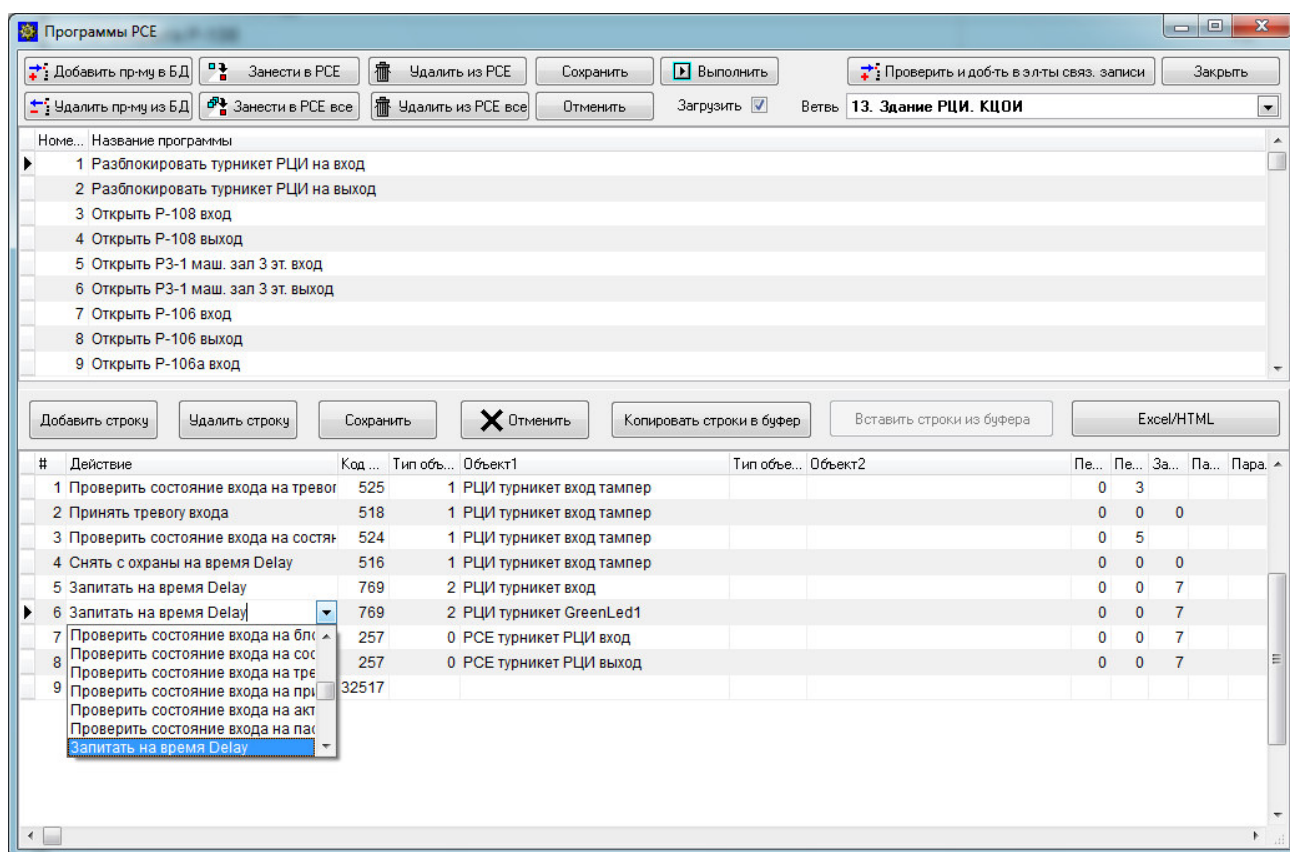 Программы PCE
Добавить пр-му в БД Занести в PCE Удалить из PCE Сохранить Выполнить Проверить и доб-ть в эл-ты связ. записи Закрыть
Удалить пр-му из БД Занести в PCE все Удалить из PCE все Отменить Загрузить Ветвь 13. Здание РЦИ. КЦОИ
Номе... Название программы
1 Разблокировать турникет РЦИ на вход
2 Разблокировать турникет РЦИ на выход
3 Открыть Р-108 вход
4 Открыть Р-108 выход
5 Открыть РЗ-1 маш. зал 3 эт. вход
6 Открыть РЗ-1 маш. зал 3 эт. выход
7 Открыть Р-106 вход
8 Открыть Р-106 выход
9 Открыть Р-106а вход
Добавить строку Удалить строку Сохранить Отменить Копировать строки в буфер Вставить строки из буфера Excel/HTML
# Действие Код ... Тип объ... Объект1 Тип объе... Объект2 Пе... Пе... За... Па... Пара.
1 Проверить состояние входа на тревог 525 1 РЦИ турникет вход тампер 0 3
2 Принять тревогу входа 518 1 РЦИ турникет вход тампер 0 0 0
3 Проверить состояние входа на состян 524 1 РЦИ турникет вход тампер 0 5
4 Снять с охраны на время Delay 516 1 РЦИ турникет вход тампер 0 0 0
5 Запитать на время Delay 769 2 РЦИ турникет вход 0 0 7
6 Запитать на время Delay 769 2 РЦИ турникет GreenLed1 0 0 7
7 257 0 PCE турникет РЦИ вход 0 0 7
8 257 0 PCE турникет РЦИ выход 0 0 7
9 32517
Проверить состояние входа на бло
Проверить состояние входа на сос
Проверить состояние входа на тре
Проверить состояние входа на при
Проверить состояние входа на акт
Проверить состояние входа на пас
Запитать на время Delay